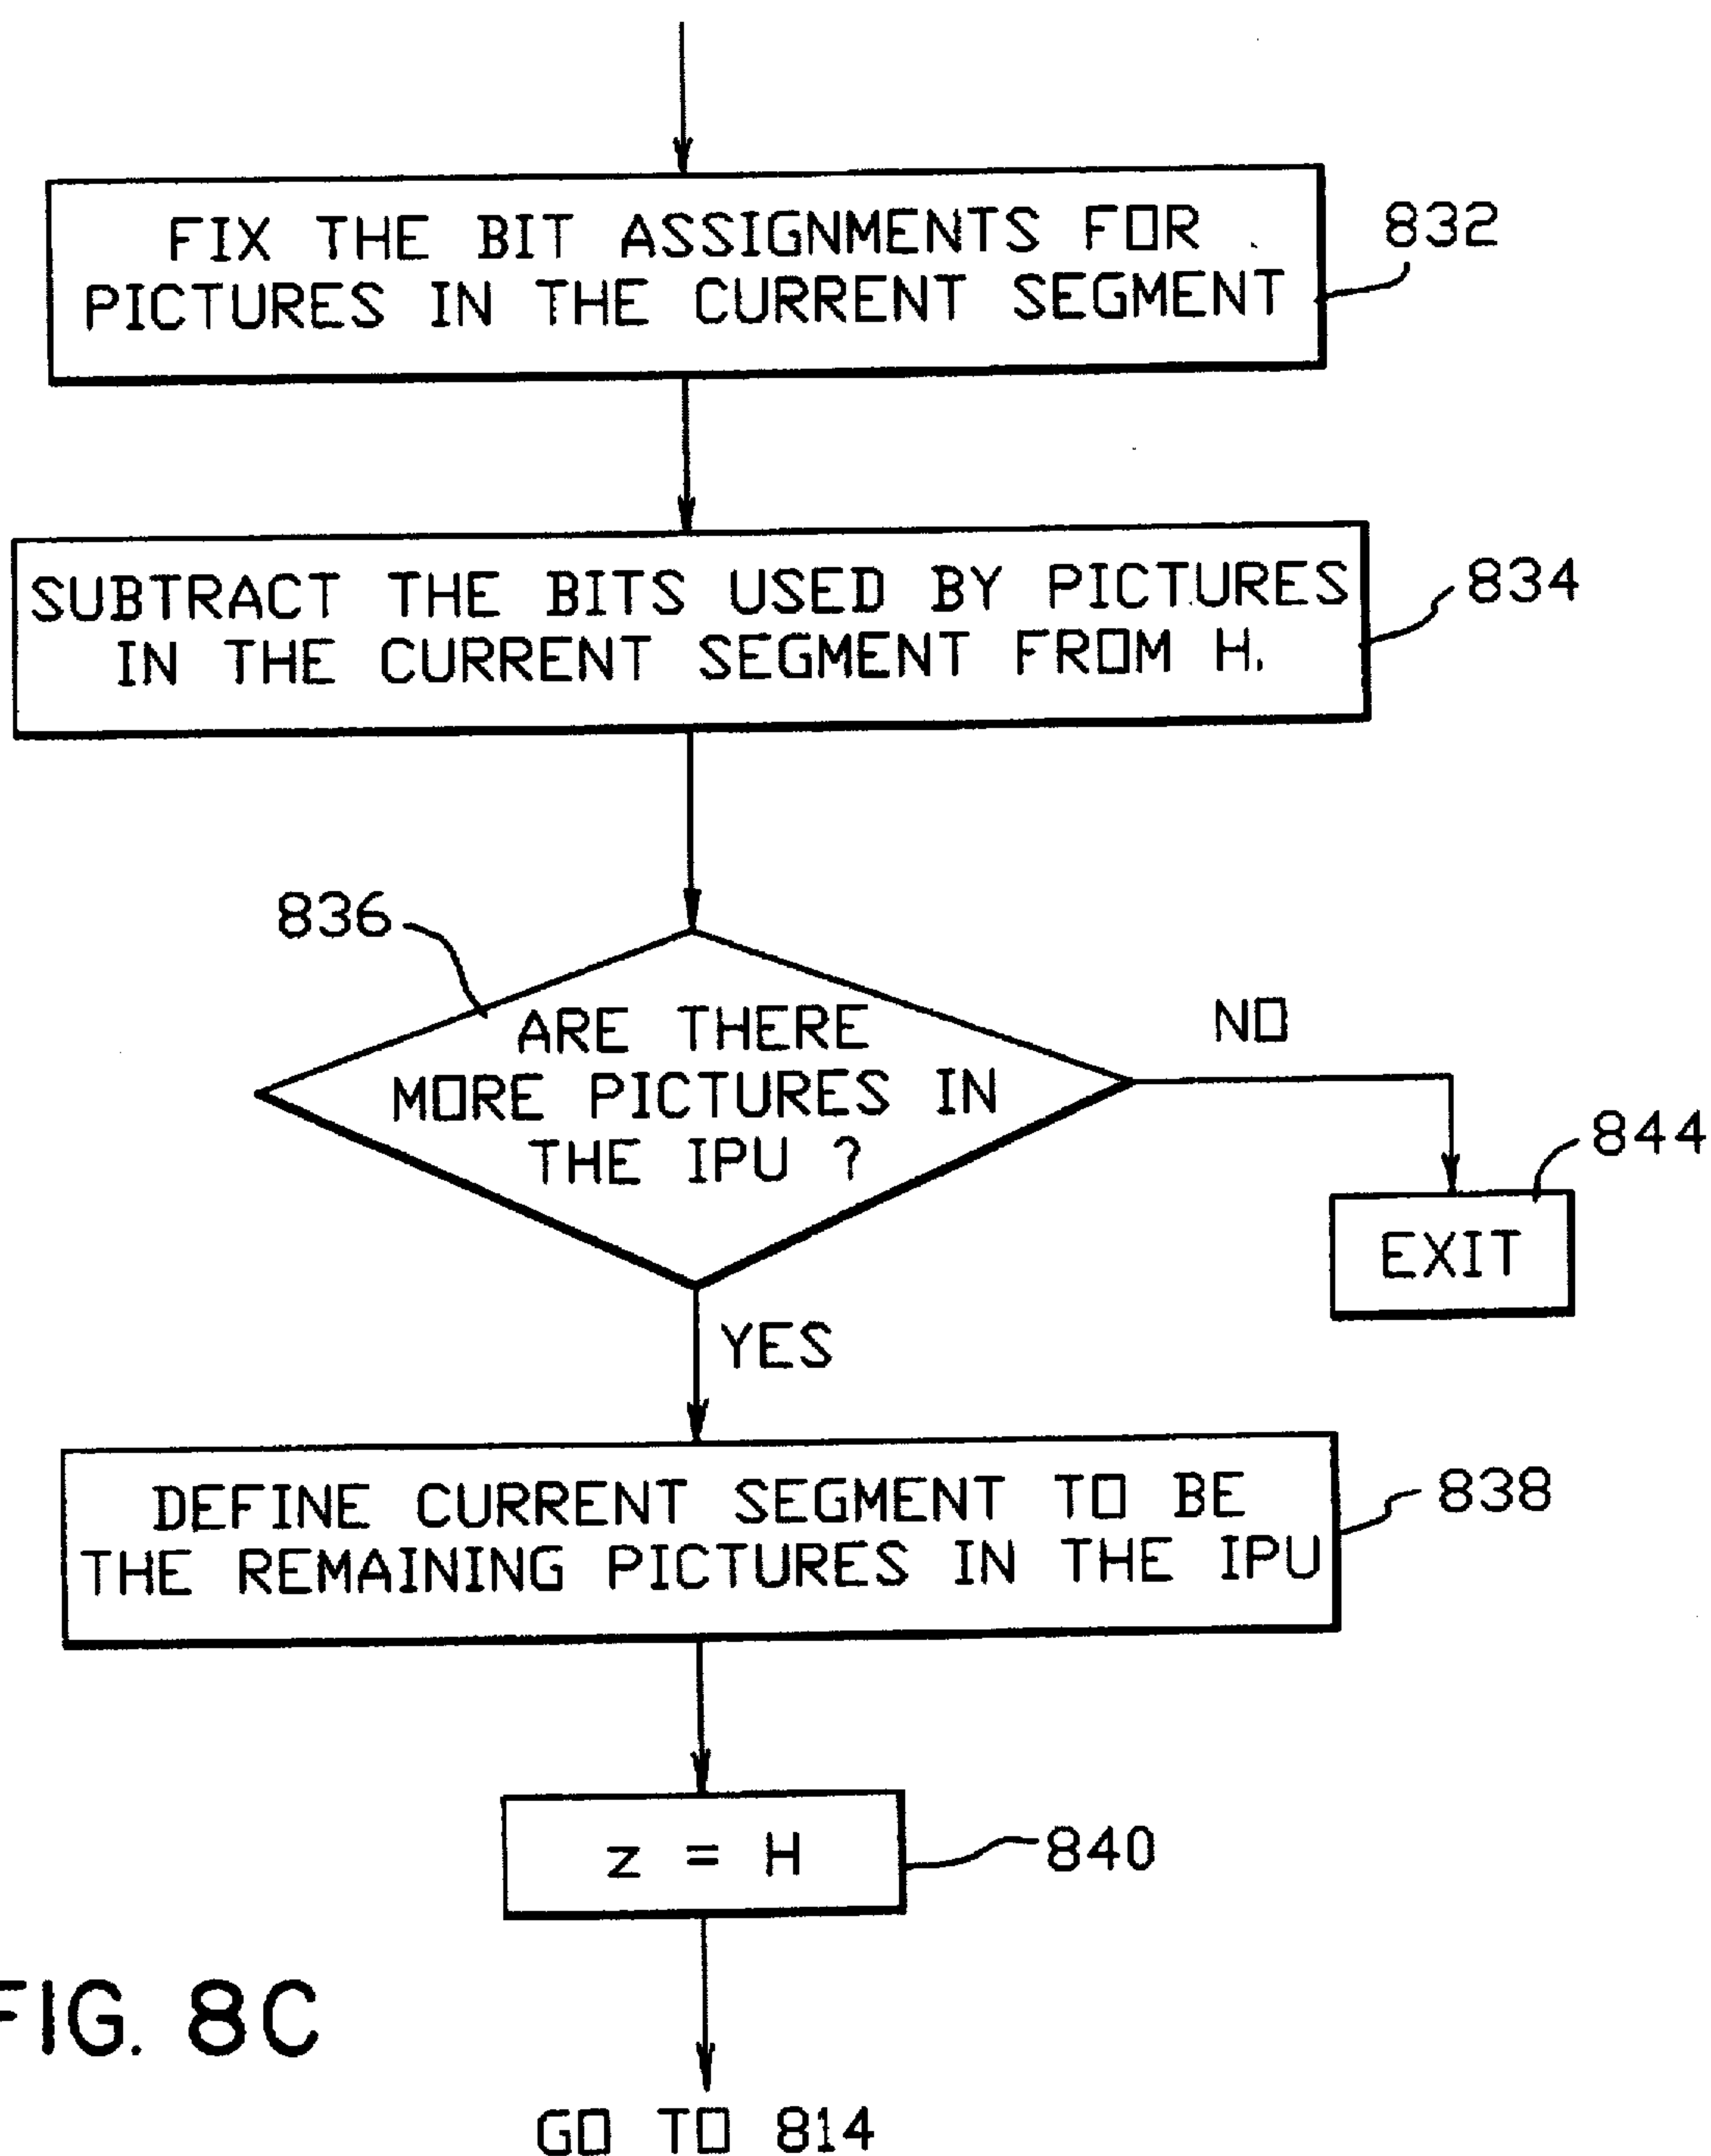 FIX THE BIT ASSIGNMENTS FOR
PICTURES IN THE CURRENT SEGMENT
832
SUBTRACT THE BITS USED BY PICTURES
IN THE CURRENT SEGMENT FROM H.
834
836
ARE THERE
MORE PICTURES IN
THE IPU ?
NO
844
EXIT
YES
DEFINE CURRENT SEGMENT TO BE
THE REMAINING PICTURES IN THE IPU
838
z = H
840
FIG. 8C
GO TO 814